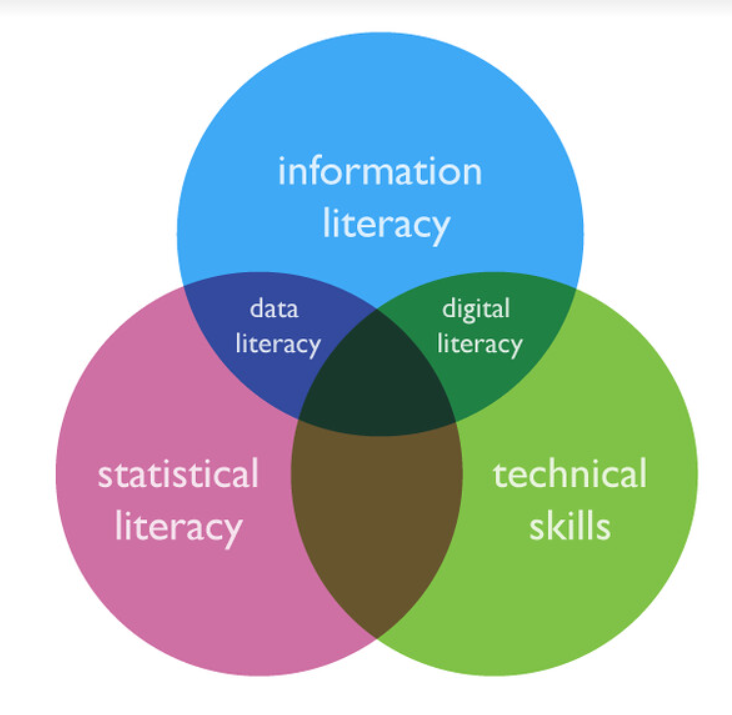 information
literacy
data
literacy
digital
literacy
statistical
literacy
technical
skills